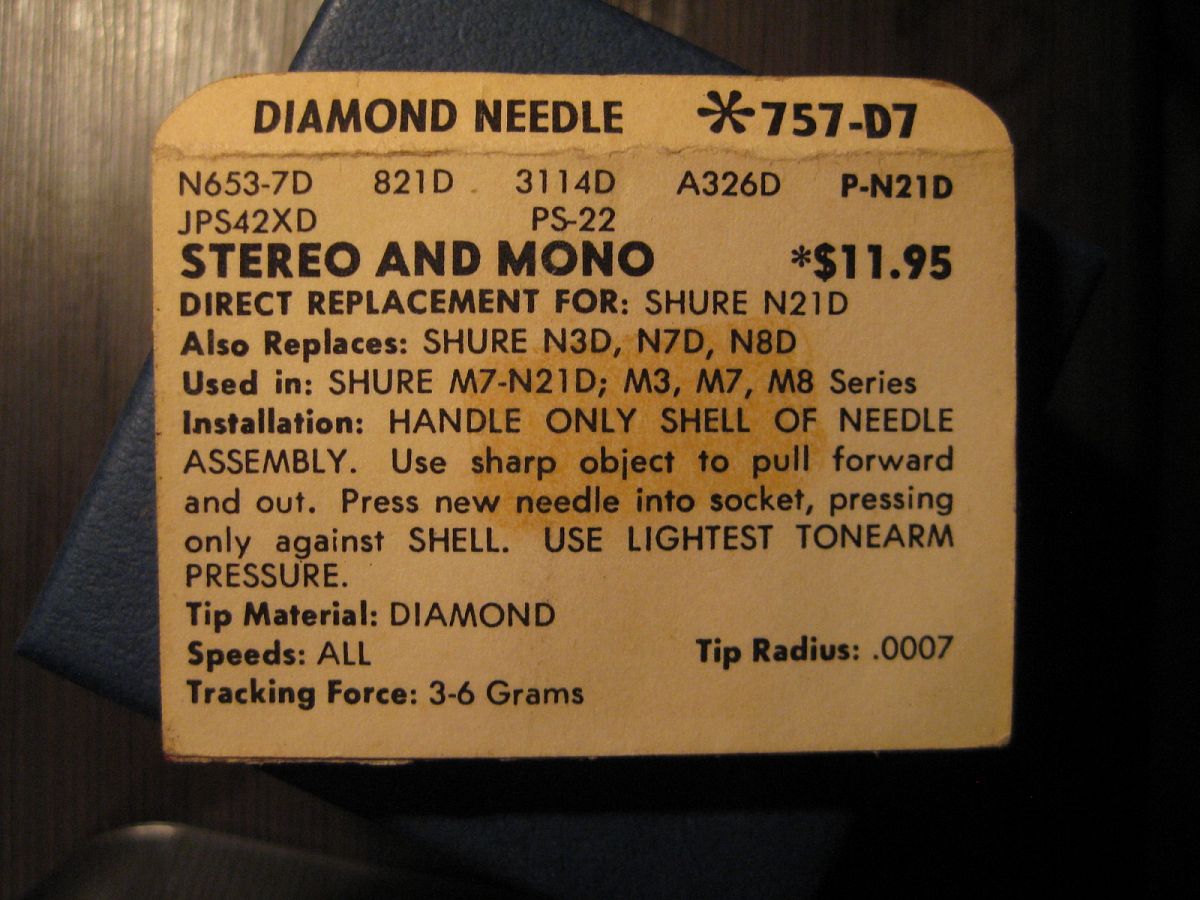 DIAMOND NEEDLE *757-D7
N653-7D 821D 3114D A326D P-N21D
JPS42XD PS-22
STEREO AND MONO *$11.95
DIRECT REPLACEMENT FOR: SHURE N21D
Also Replaces: SHURE N3D, N7D, N8D
Used in: SHURE M7-N21D; M3, M7, M8 Series
Installation: HANDLE ONLY SHELL OF NEEDLE
ASSEMBLY. Use sharp object to pull forward
and out. Press new needle into socket, pressing
only against SHELL. USE LIGHTEST TONEARM
PRESSURE.
Tip Material: DIAMOND
Speeds: ALL Tip Radius: .0007
Tracking Force: 3-6 Grams